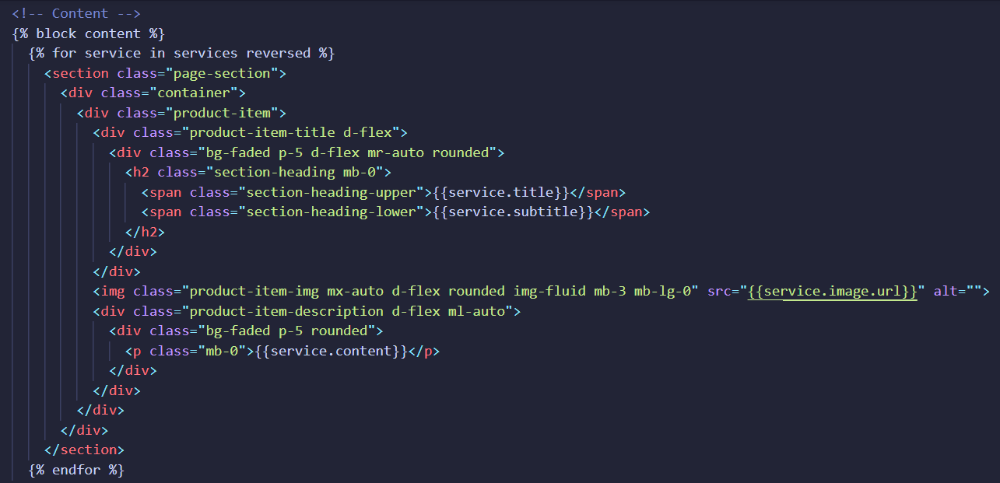 <!-- Content -->
{% block content %}
{% for service in services reversed %}
<section class="page-section">
<div class="container">
<div class="product-item">
<div class="product-item-title d-flex">
<div class="bg-faded p-5 d-flex mr-auto rounded">
<h2 class="section-heading mb-0">
<span class="section-heading-upper">{{service.title}}</span>
<span class="section-heading-lower">{{service.subtitle}}</span>
</h2>
</div>
</div>
<img class="product-item-img mx-auto d-flex rounded img-fluid mb-3 mb-lg-0" src="{{service.image.url}}" alt="">
<div class="product-item-description d-flex ml-auto">
<div class="bg-faded p-5 rounded">
<p class="mb-0">{{service.content}}</p>
</div>
</div>
</div>
</div>
</section>
{% endfor %}